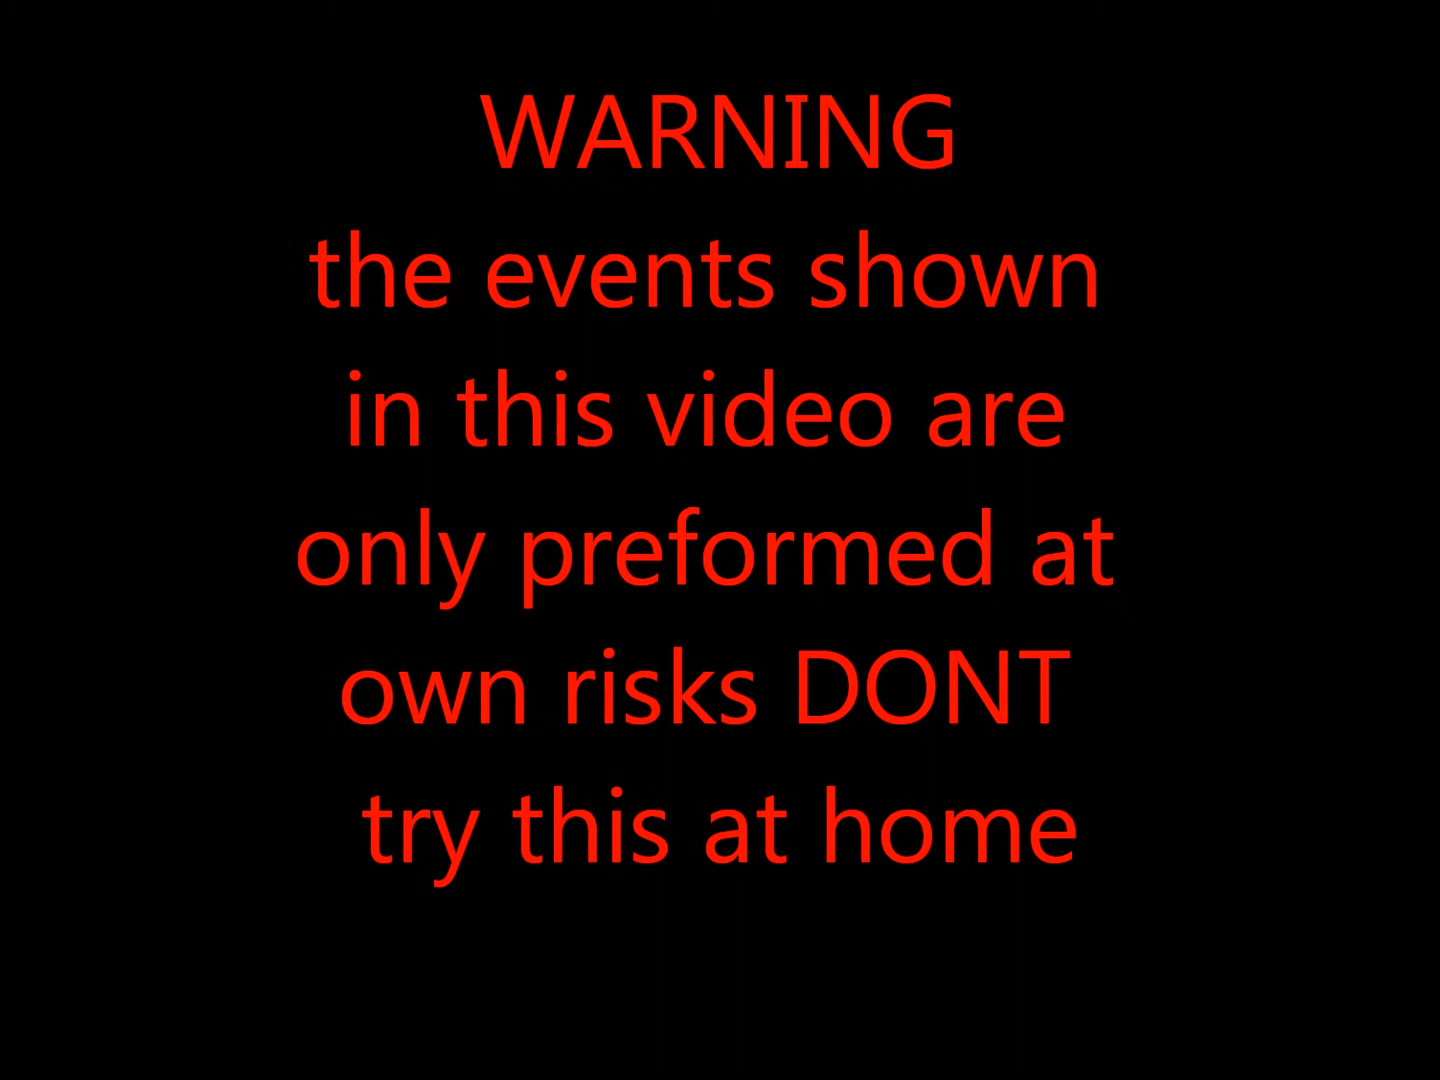 WARNING
the events shown
in this video are
only preformed at
own risks DONT
try this at home